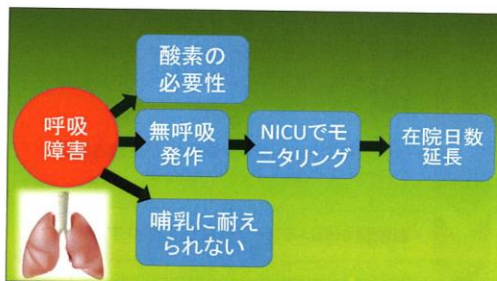 酸素の
必要性
呼吸
障害
無呼吸
発作
NICUでモ
ニタリング
在院日数
延長
哺乳に耐え
られない